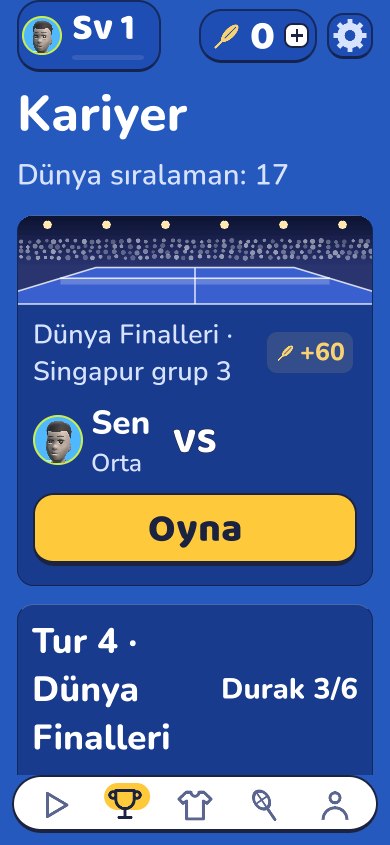 Sv 1
0
Kariyer
Dünya sıralaman: 17
Dünya Finalleri ·
Singapur grup 3
+60
Sen
Orta
vs
Oyna
Tur 4 ·
Dünya
Finalleri
Durak 3/6